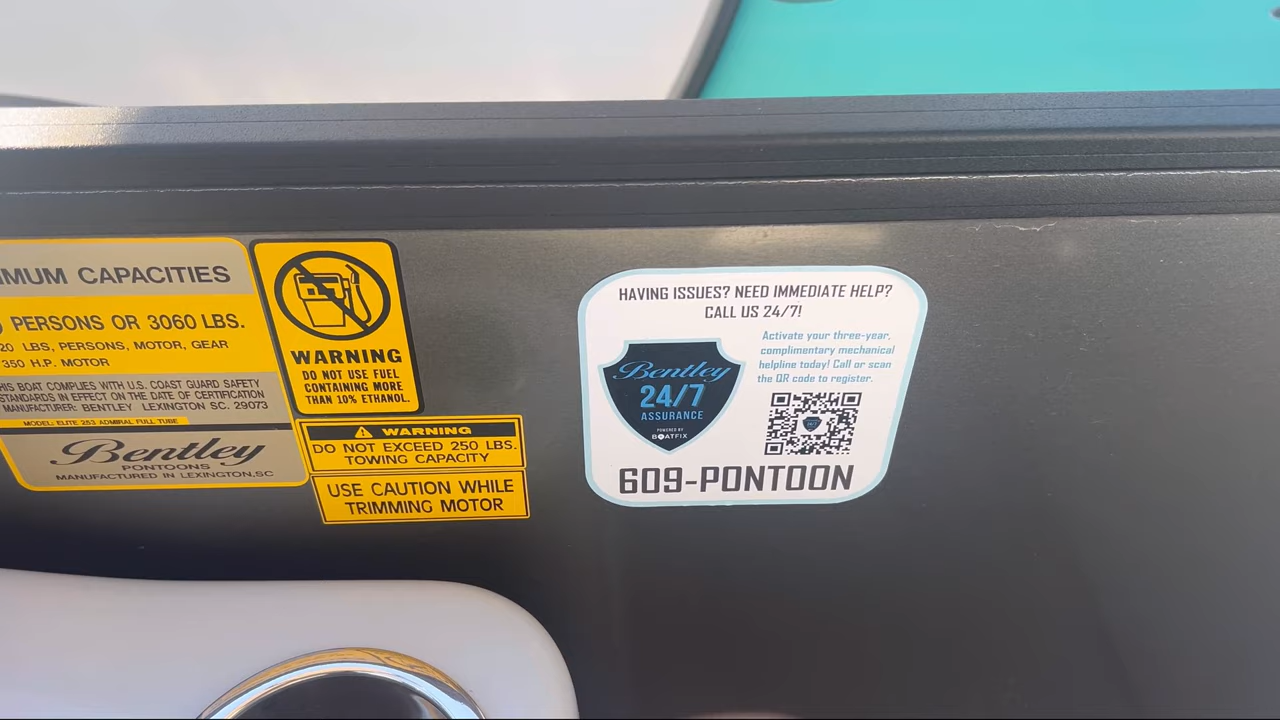 MUM CAPACITIES
PERSONS OR 3060 LBS.
20 LBS, PERSONS, MOTOR, GEAR
350 H.P. MOTOR
HIS BOAT COMPLIES WITH U.S. COAST GUARD SAFETY
STANDARDS IN EFFECT ON THE DATE OF CERTIFICATION
MANUFACTURER: BENTLEY LEXINGTON SC. 29073
MODEL: ELITE 253 ADMIRAL FULL TUBE
Bentley
PONTOONS
MANUFACTURED IN LEXINGTON,SC
WARNING
DO NOT USE FUEL
CONTAINING MORE
THAN 10% ETHANOL.
WARNING
DO NOT EXCEED 250 LBS.
TOWING CAPACITY
USE CAUTION WHILE
TRIMMING MOTOR
HAVING ISSUES? NEED IMMEDIATE HELP?
CALL US 24/7!
Bentley
24/7
ASSURANCE
POWERED BY
BOATFIX
Activate your three-year,
complimentary mechanical
helpline today! Call or scan
the QR code to register.
609-PONTOON